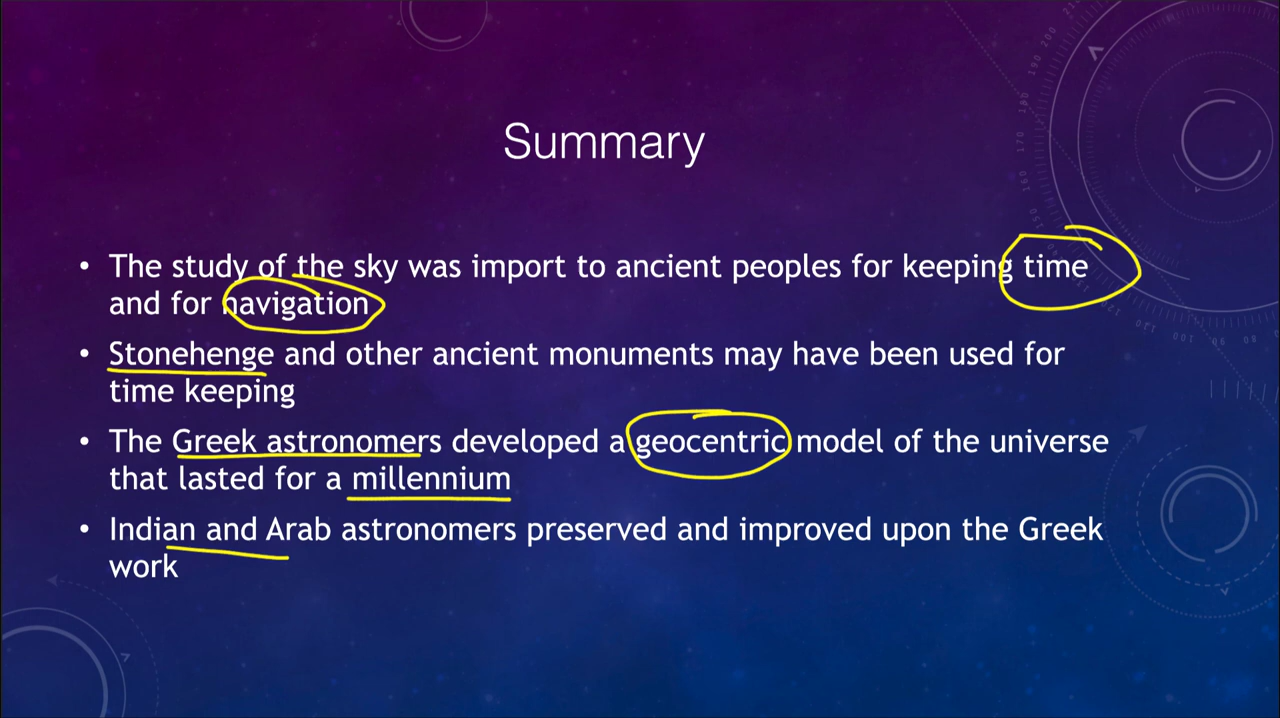 Summary
• The study of the sky was import to ancient peoples for keeping time
and for navigation
• Stonehenge and other ancient monuments may have been used for
time keeping
• The Greek astronomers developed a geocentric model of the universe
that lasted for a millennium
• Indian and Arab astronomers preserved and improved upon the Greek
work